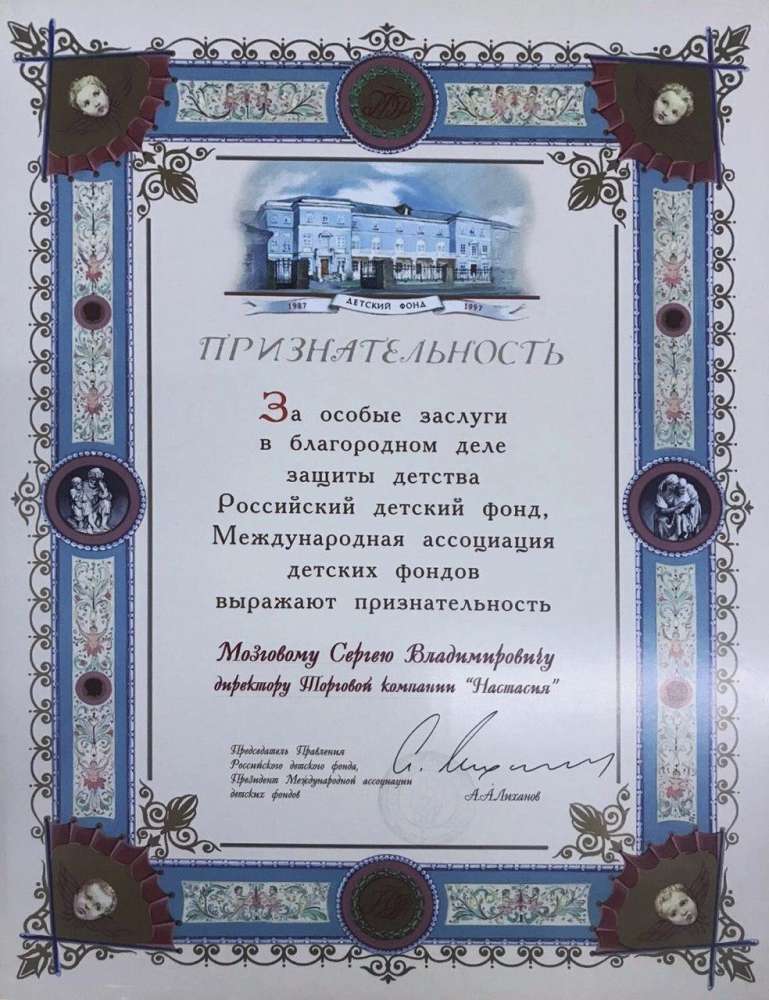 1987 ДЕТСКИЙ ФОНД 1997
ПРИЗНАТЕЛЬНОСТЬ
За особые заслуги
в благородном деле
защиты детства
Российский детский фонд,
Международная ассоциация
детских фондов
выражают признательность
Мозговому Сергею Владимировичу
директору Торговой компании "Настасия"
Председатель Правления
Российского детского фонда,
Президент Международной ассоциации
детских фондов
А.А.Лиханов